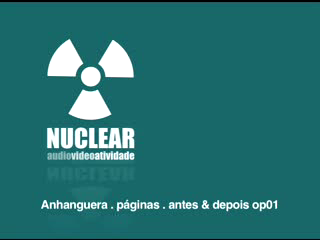 NUCLEAR
audiovideoatividade
Anhanguera . páginas . antes & depois op01